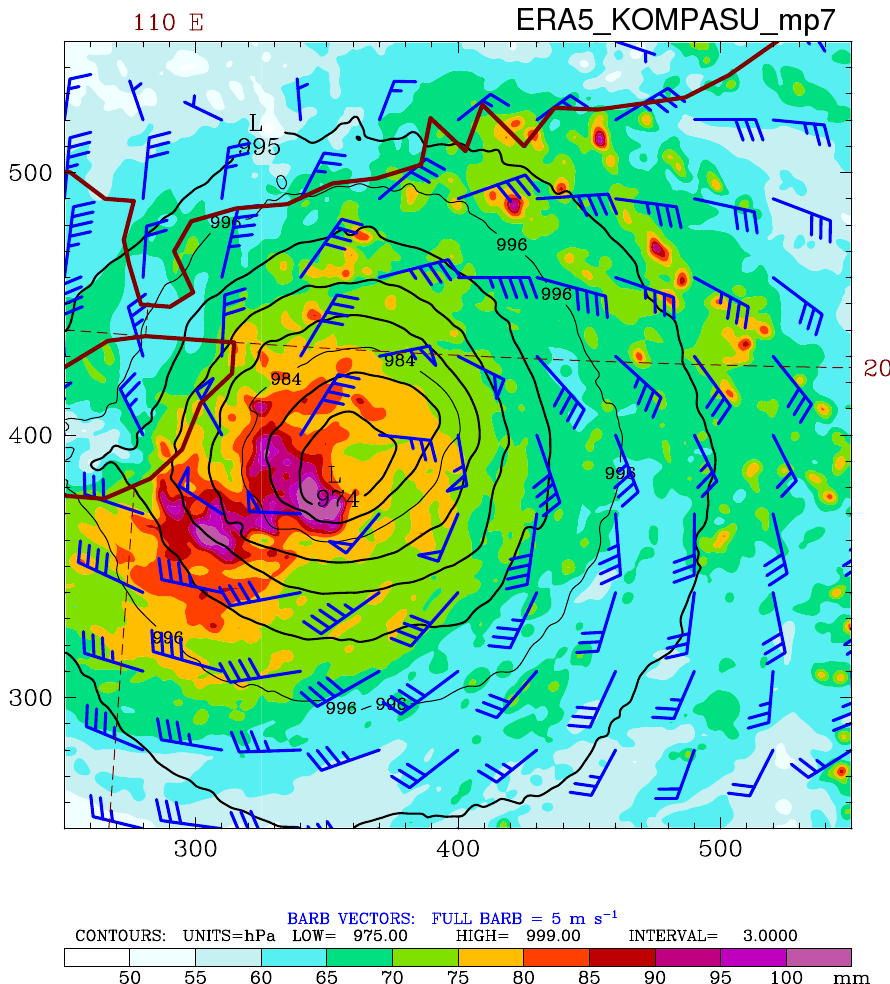 110 E
ERA5_KOMPASU_mp7
L
995
500
0
996
996
996
20
984
984
400
L
974
996
996
300
996
996
300
400
500
BARB VECTORS: FULL BARB = 5 m s⁻¹
CONTOURS: UNITS=hPa LOW= 975.00 HIGH= 999.00 INTERVAL= 3.0000
50 55 60 65 70 75 80 85 90 95 100 mm